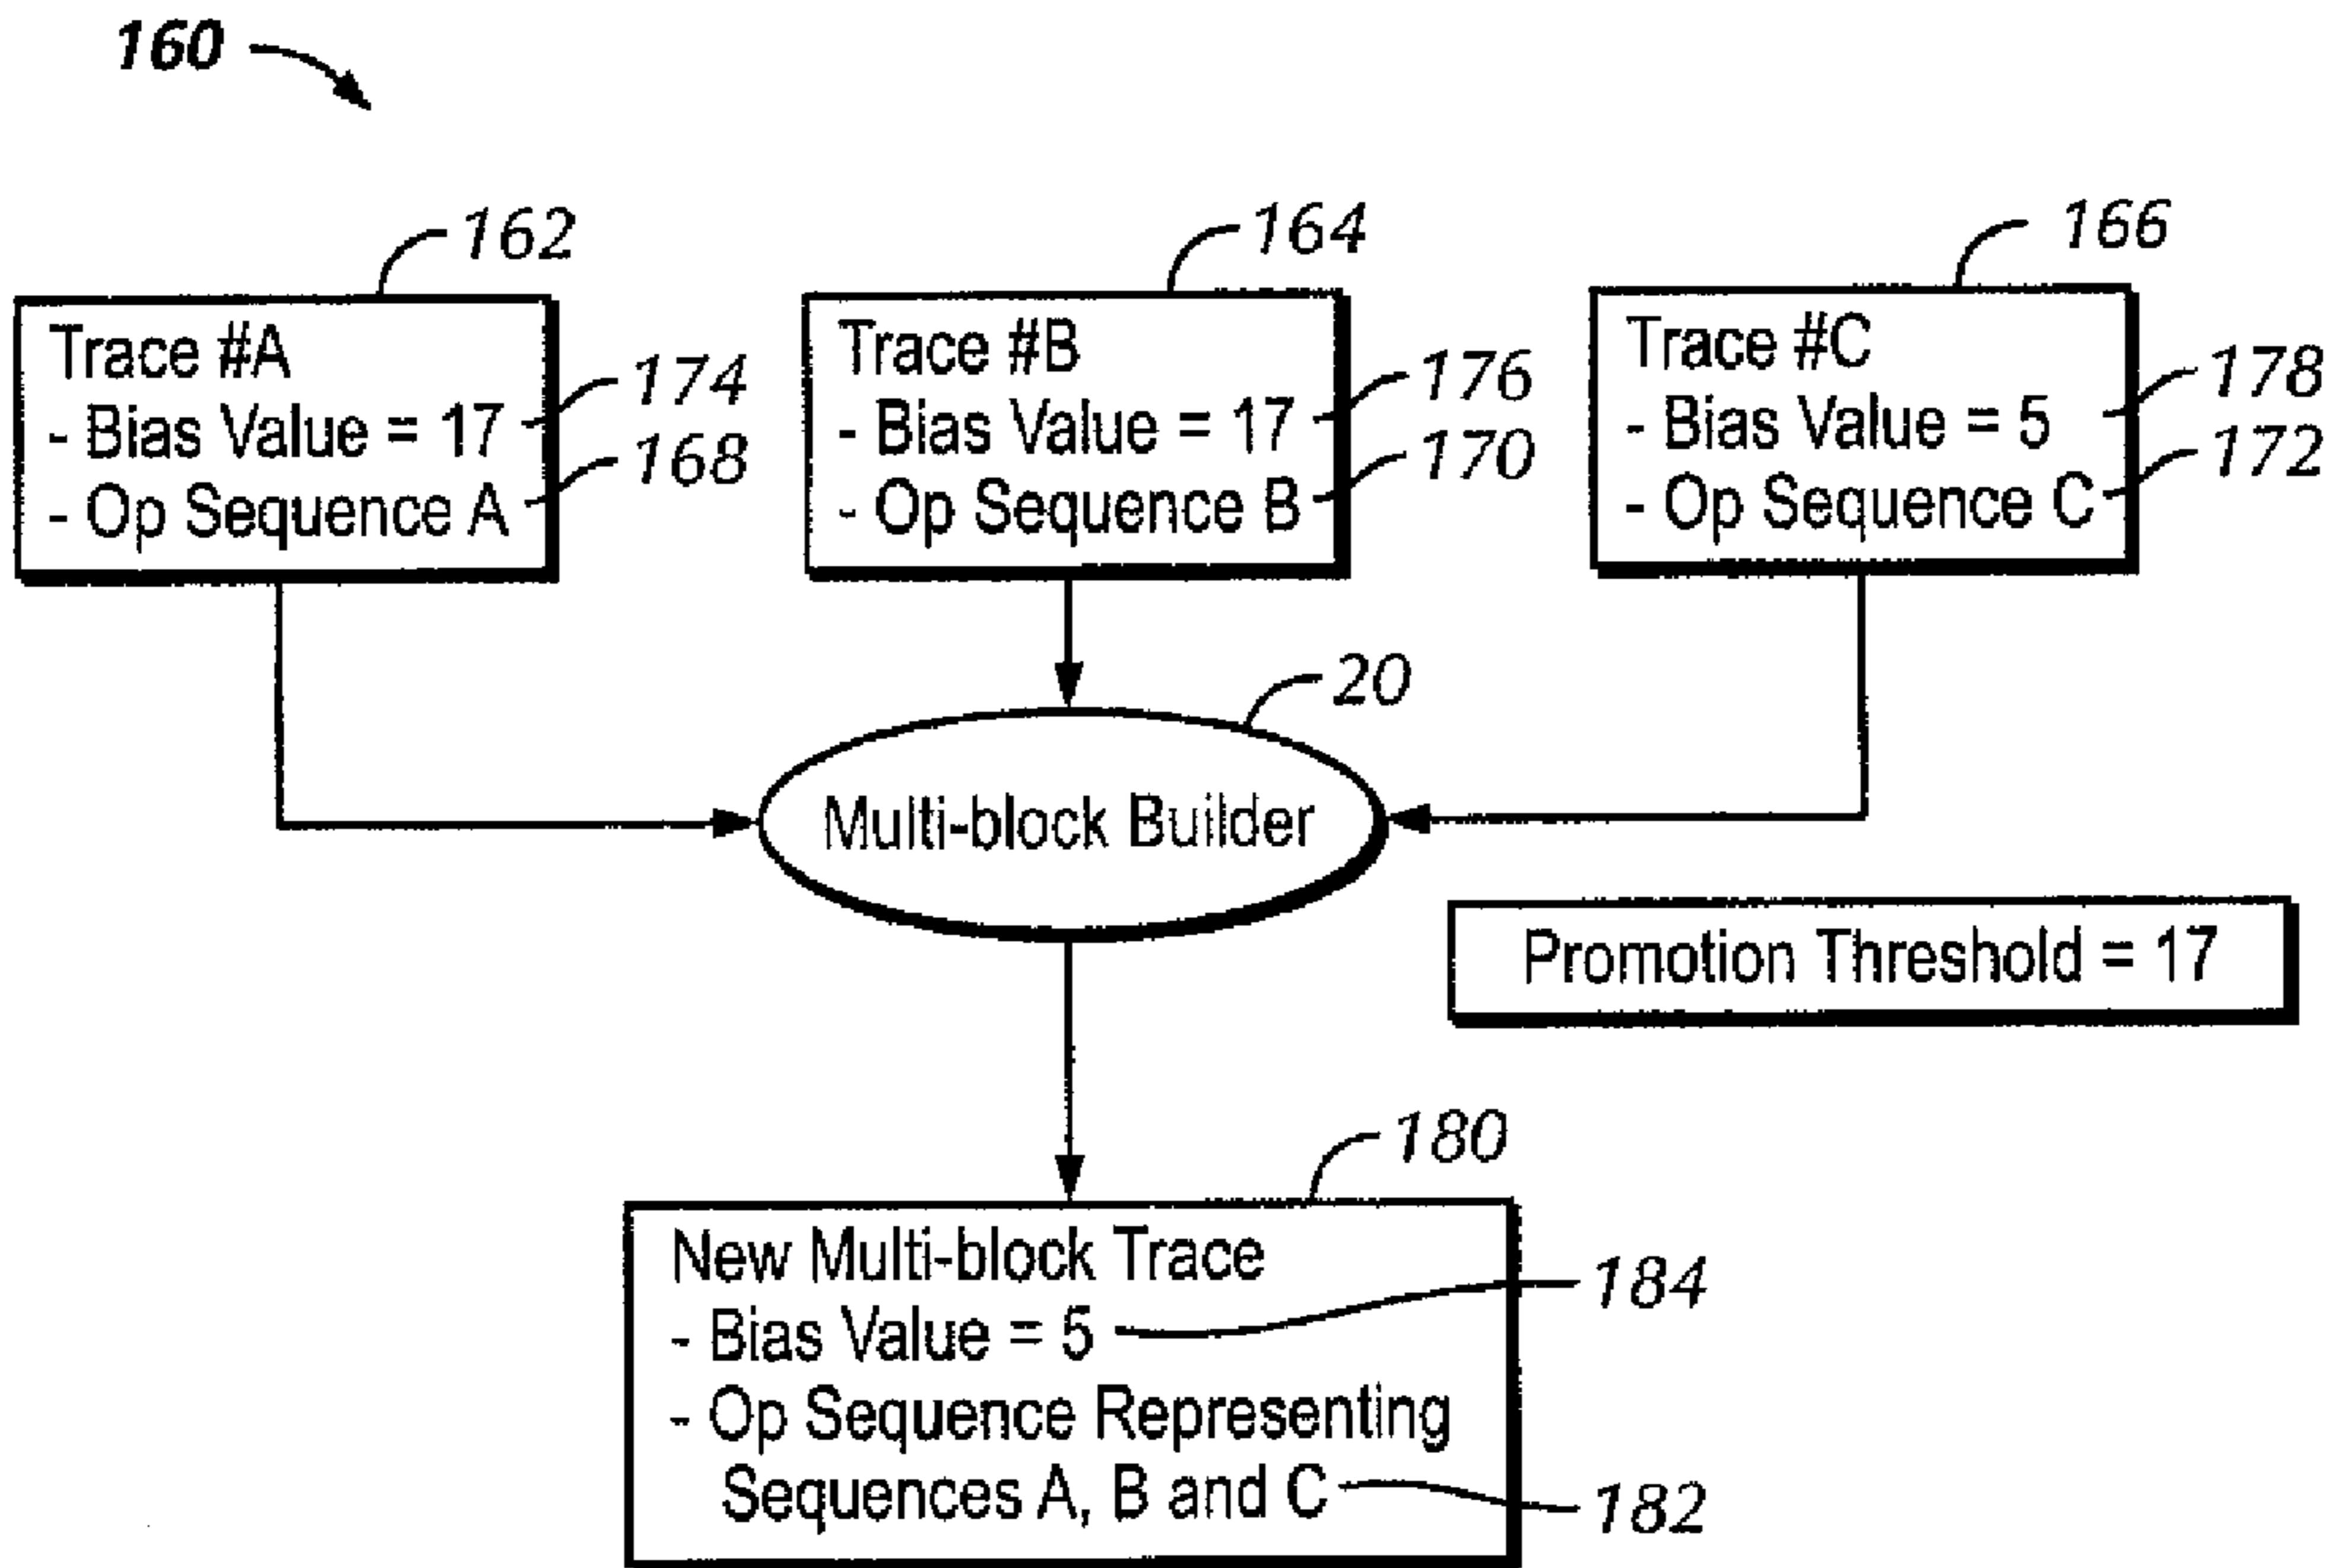 160
162
Trace #A
- Bias Value = 17
174
- Op Sequence A
168
164
Trace #B
- Bias Value = 17
176
- Op Sequence B
170
166
Trace #C
- Bias Value = 5
178
- Op Sequence C
172
20
Multi-block Builder
Promotion Threshold = 17
180
New Multi-block Trace
- Bias Value = 5
184
- Op Sequence Representing
Sequences A, B and C
182